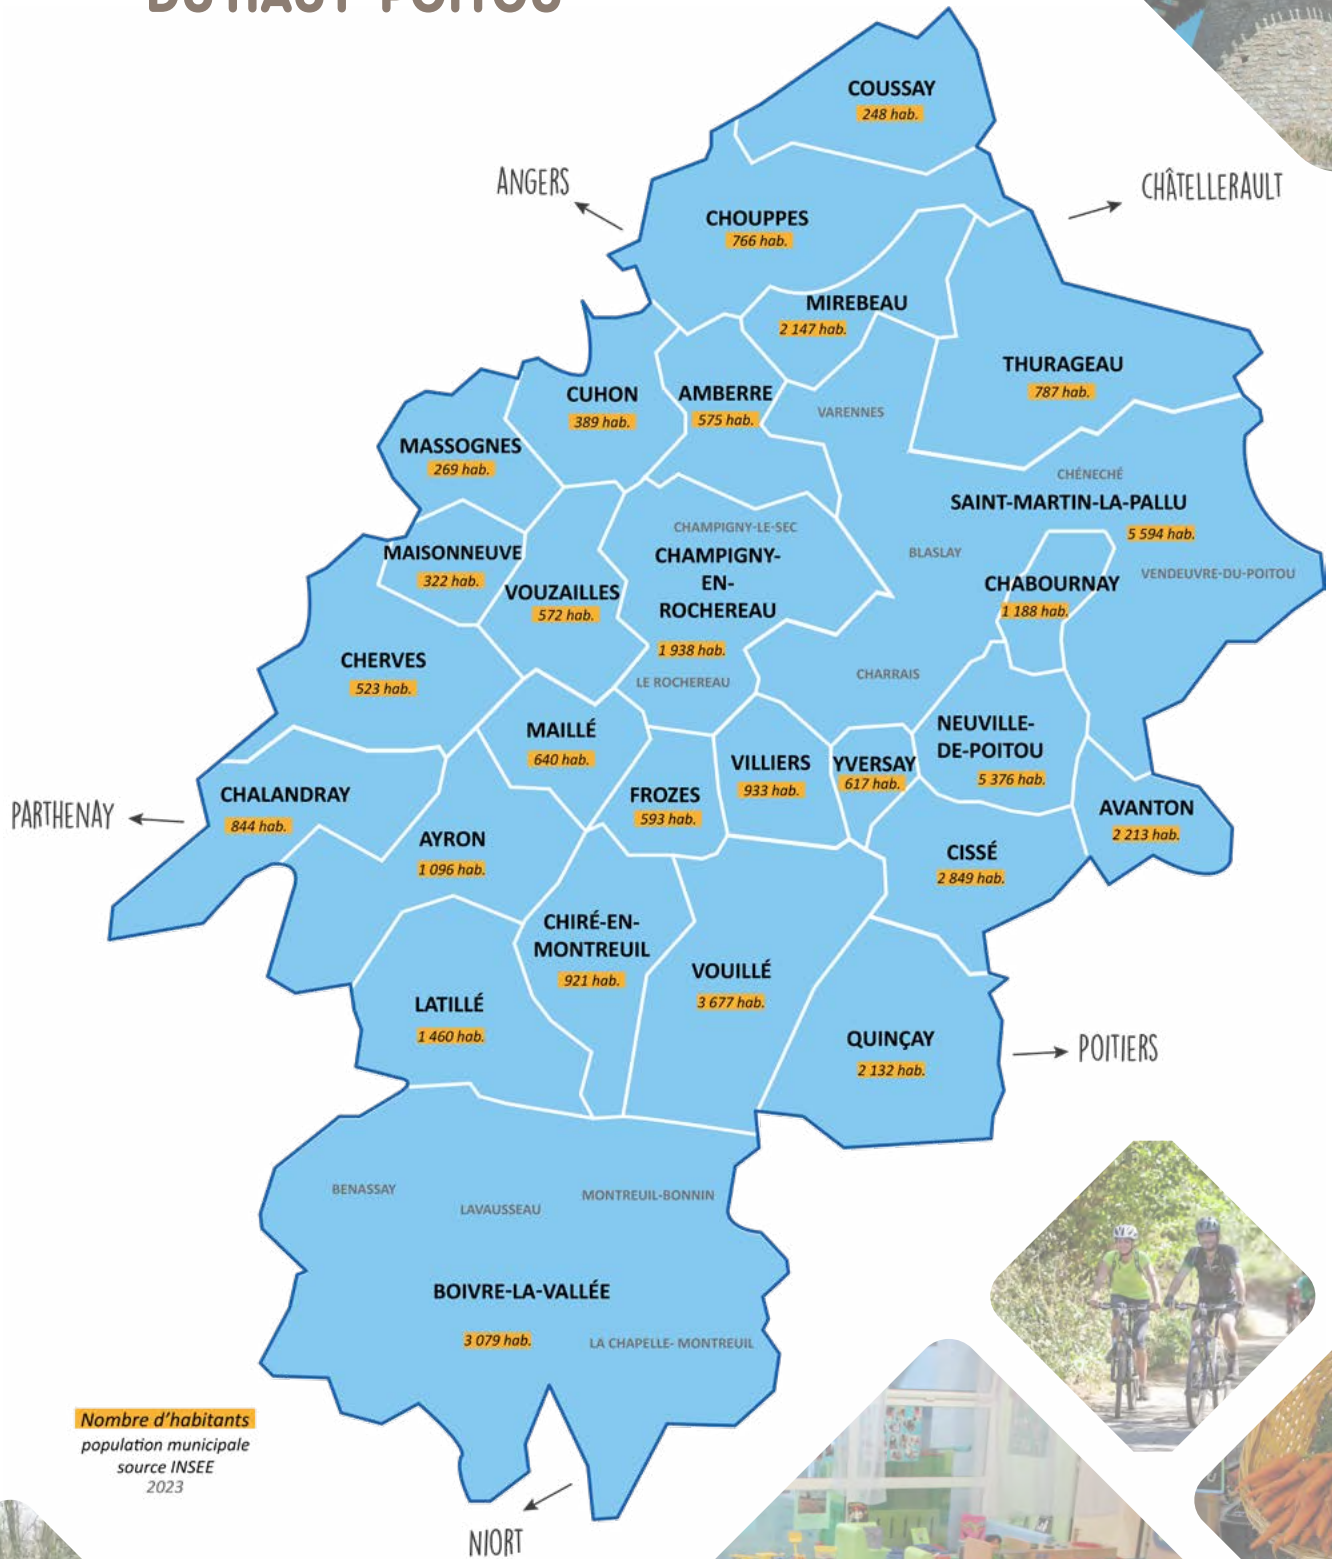 DU HAUT-POITOU
COUSSAY
248 hab.
ANGERS
CHÂTELLERAULT
CHOUPPES
766 hab.
MIREBEAU
2 147 hab.
THURAGEAU
787 hab.
CUHON
389 hab.
AMBERRE
575 hab.
VARENNES
MASSOGNES
269 hab.
CHÉNECHÉ
SAINT-MARTIN-LA-PALLU
5 594 hab.
CHAMPIGNY-LE-SEC
CHAMPIGNY-
EN-
ROCHEREAU
1 938 hab.
LE ROCHEREAU
BLASLAY
MAISONNEUVE
322 hab.
VOUZAILLES
572 hab.
CHABOURNAY
1 188 hab.
VENDEUVRE-DU-POITOU
CHERVES
523 hab.
CHARRAIS
MAILLÉ
640 hab.
NEUVILLE-
DE-POITOU
5 376 hab.
VILLIERS
933 hab.
YVERSAY
617 hab.
PARTHENAY
CHALANDRAY
844 hab.
FROZES
593 hab.
AVANTON
2 213 hab.
AYRON
1 096 hab.
CISSÉ
2 849 hab.
CHIRÉ-EN-
MONTREUIL
921 hab.
VOUILLÉ
3 677 hab.
LATILLÉ
1 460 hab.
QUINÇAY
2 132 hab.
POITIERS
BENASSAY
LAVAUSSEAU
MONTREUIL-BONNIN
BOIVRE-LA-VALLÉE
3 079 hab.
LA CHAPELLE- MONTREUIL
Nombre d'habitants
population municipale
source INSEE
2023
NIORT